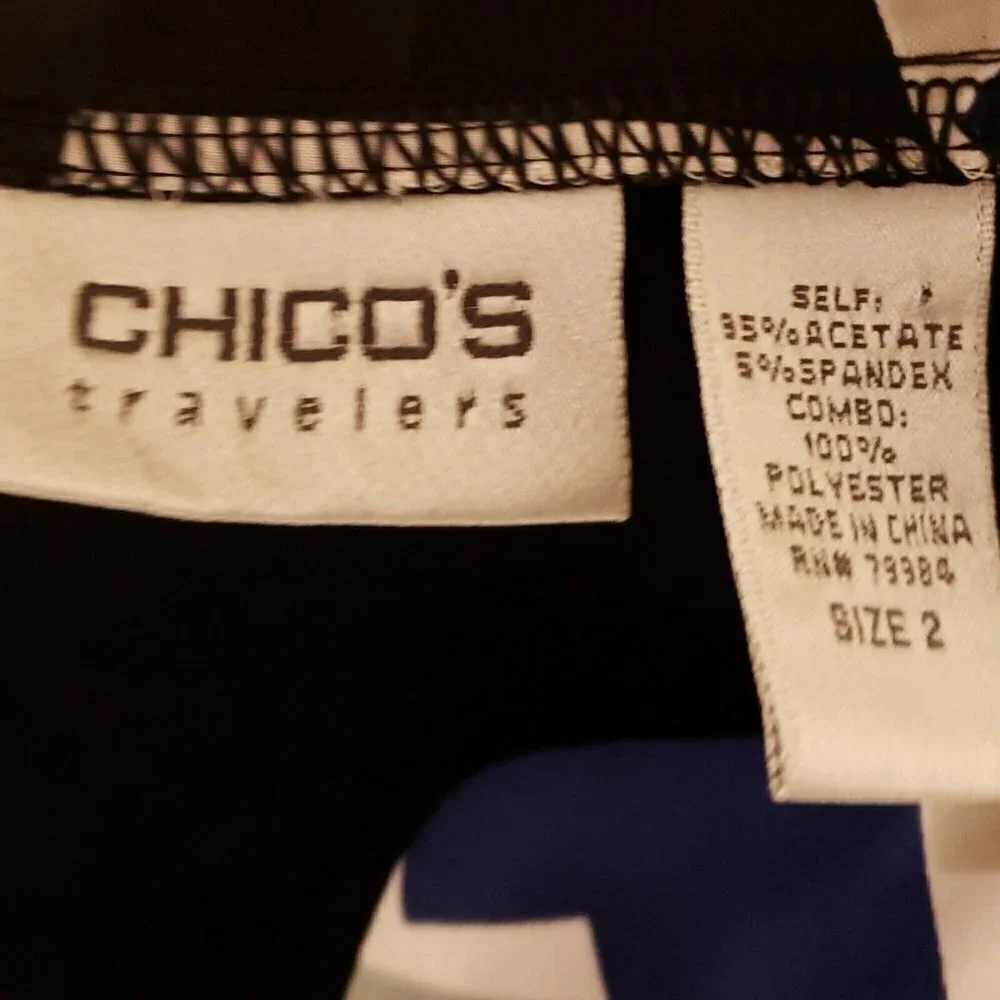 CHICO'S
travelers
SELF:
95%ACETATE
5%SPANDEX
COMBO:
100%
POLYESTER
MADE IN CHINA
RN# 79984
SIZE 2